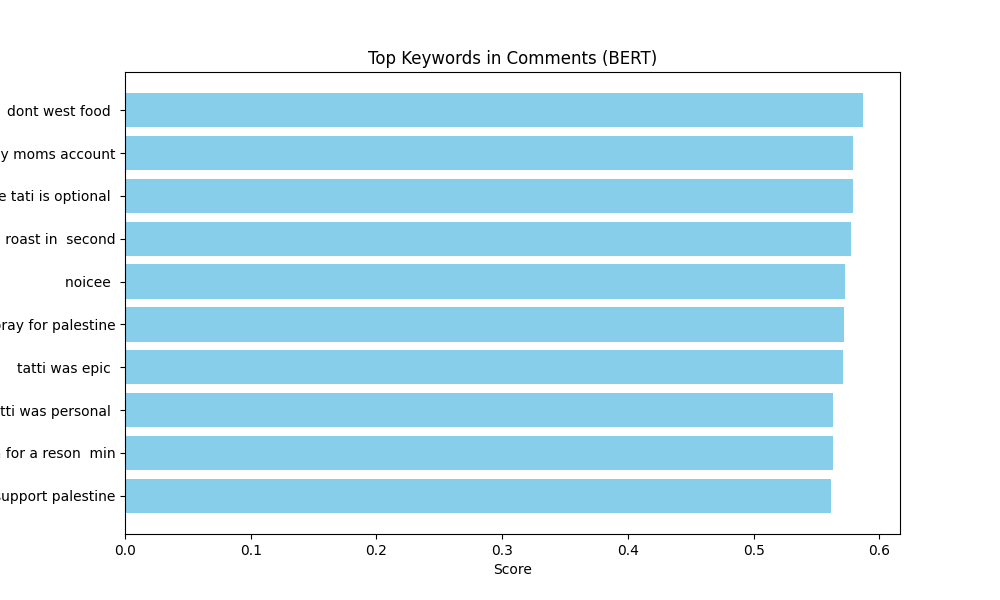 Top Keywords in Comments (BERT)
dont west food
y moms account
e tati is optional
roast in  second
noicee
pray for palestine
tatti was epic
tti was personal
for a reson  min
support palestine
0.0 0.1 0.2 0.3 0.4 0.5 0.6
Score